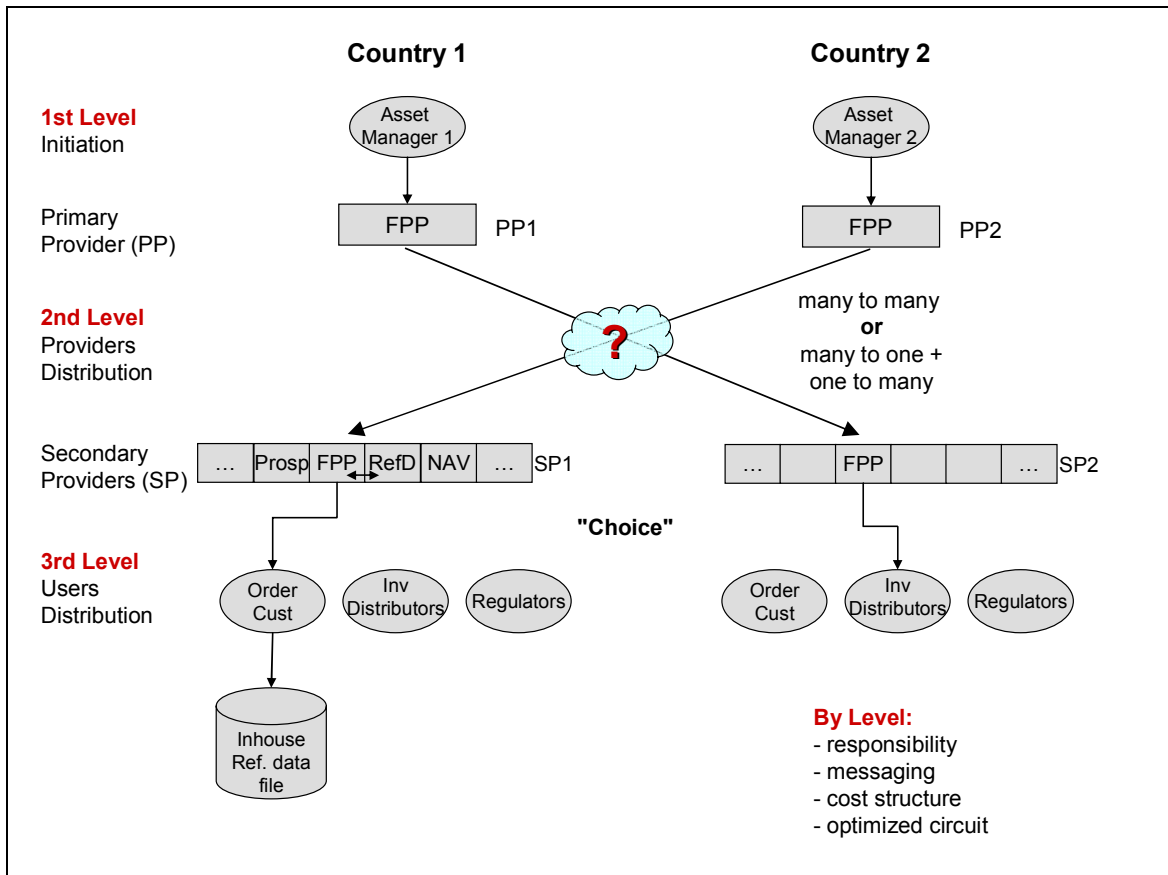 Country 1
Country 2
1st Level
Initiation
Asset
Manager 1
Asset
Manager 2
Primary
Provider (PP)
FPP
PP1
FPP
PP2
2nd Level
Providers
Distribution
?
many to many
or
many to one +
one to many
Secondary
Providers (SP)
… Prosp FPP RefD NAV … SP1
… FPP … SP2
"Choice"
3rd Level
Users
Distribution
Order
Cust
Inv
Distributors
Regulators
Order
Cust
Inv
Distributors
Regulators
Inhouse
Ref. data
file
By Level:
- responsibility
- messaging
- cost structure
- optimized circuit